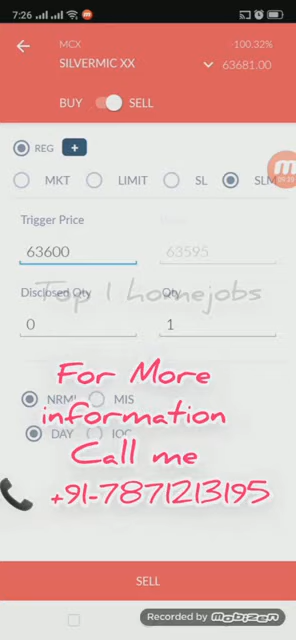 7:26
MCX
-100.32%
SILVERMIC XX
63681.00
BUY
SELL
REG
+
MKT
LIMIT
SL
SLM
09:35
Trigger Price
63600
63595
Top 1 homejobs
Disclosed Qty
Qty
0
1
For More
NRML
MIS
information
DAY
IOC
Call me
+91-7871213195
SELL
Recorded by mobizen